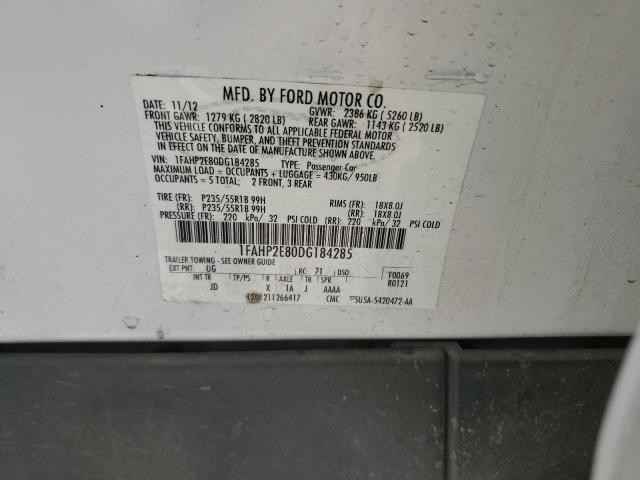 MFD. BY FORD MOTOR CO.
DATE: 11/12 GVWR: 2386 KG ( 5260 LB)
FRONT GAWR: 1279 KG ( 2820 LB) REAR GAWR: 1143 KG ( 2520 LB)
THIS VEHICLE CONFORMS TO ALL APPLICABLE FEDERAL MOTOR
VEHICLE SAFETY, BUMPER, AND THEFT PREVENTION STANDARDS
IN EFFECT ON THE DATE OF MANUFACTURE SHOWN ABOVE.
VIN: 1FAHP2E80DG184285 TYPE: Passenger Car
MAXIMUM LOAD = OCCUPANTS + LUGGAGE = 430KG/ 950LB
OCCUPANTS = 5 TOTAL; 2 FRONT, 3 REAR
TIRE (FR): P235/55R18 99H RIMS (FR): 18X8.0J
(RR): P235/55R18 99H (RR): 18X8.0J
PRESSURE (FR): 220 kPa/ 32 PSI COLD (RR): 220 kPa/ 32 PSI COLD
1FAHP2E80DG184285
TRAILER TOWING - SEE OWNER GUIDE
EXT PNT: UG RC: 71 DSO: F0069
R0121
INT TR TP/PS R AXLE TR SPR
JD X 1A J AAAA
1201211266417 CMC 5U5A-5420472-AA